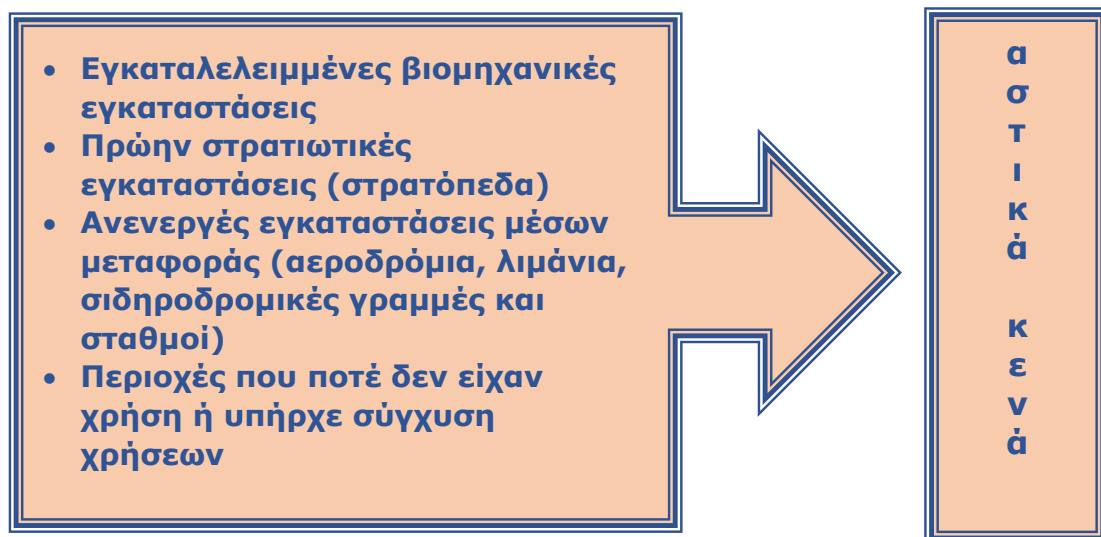 • Εγκαταλελειμμένες βιομηχανικές
εγκαταστάσεις
• Πρώην στρατιωτικές
εγκαταστάσεις (στρατόπεδα)
• Ανενεργές εγκαταστάσεις μέσων
μεταφοράς (αεροδρόμια, λιμάνια,
σιδηροδρομικές γραμμές και
σταθμοί)
• Περιοχές που ποτέ δεν είχαν
χρήση ή υπήρχε σύγχυση
χρήσεων
α
σ
τ
ι
κ
ά
κ
ε
ν
ά